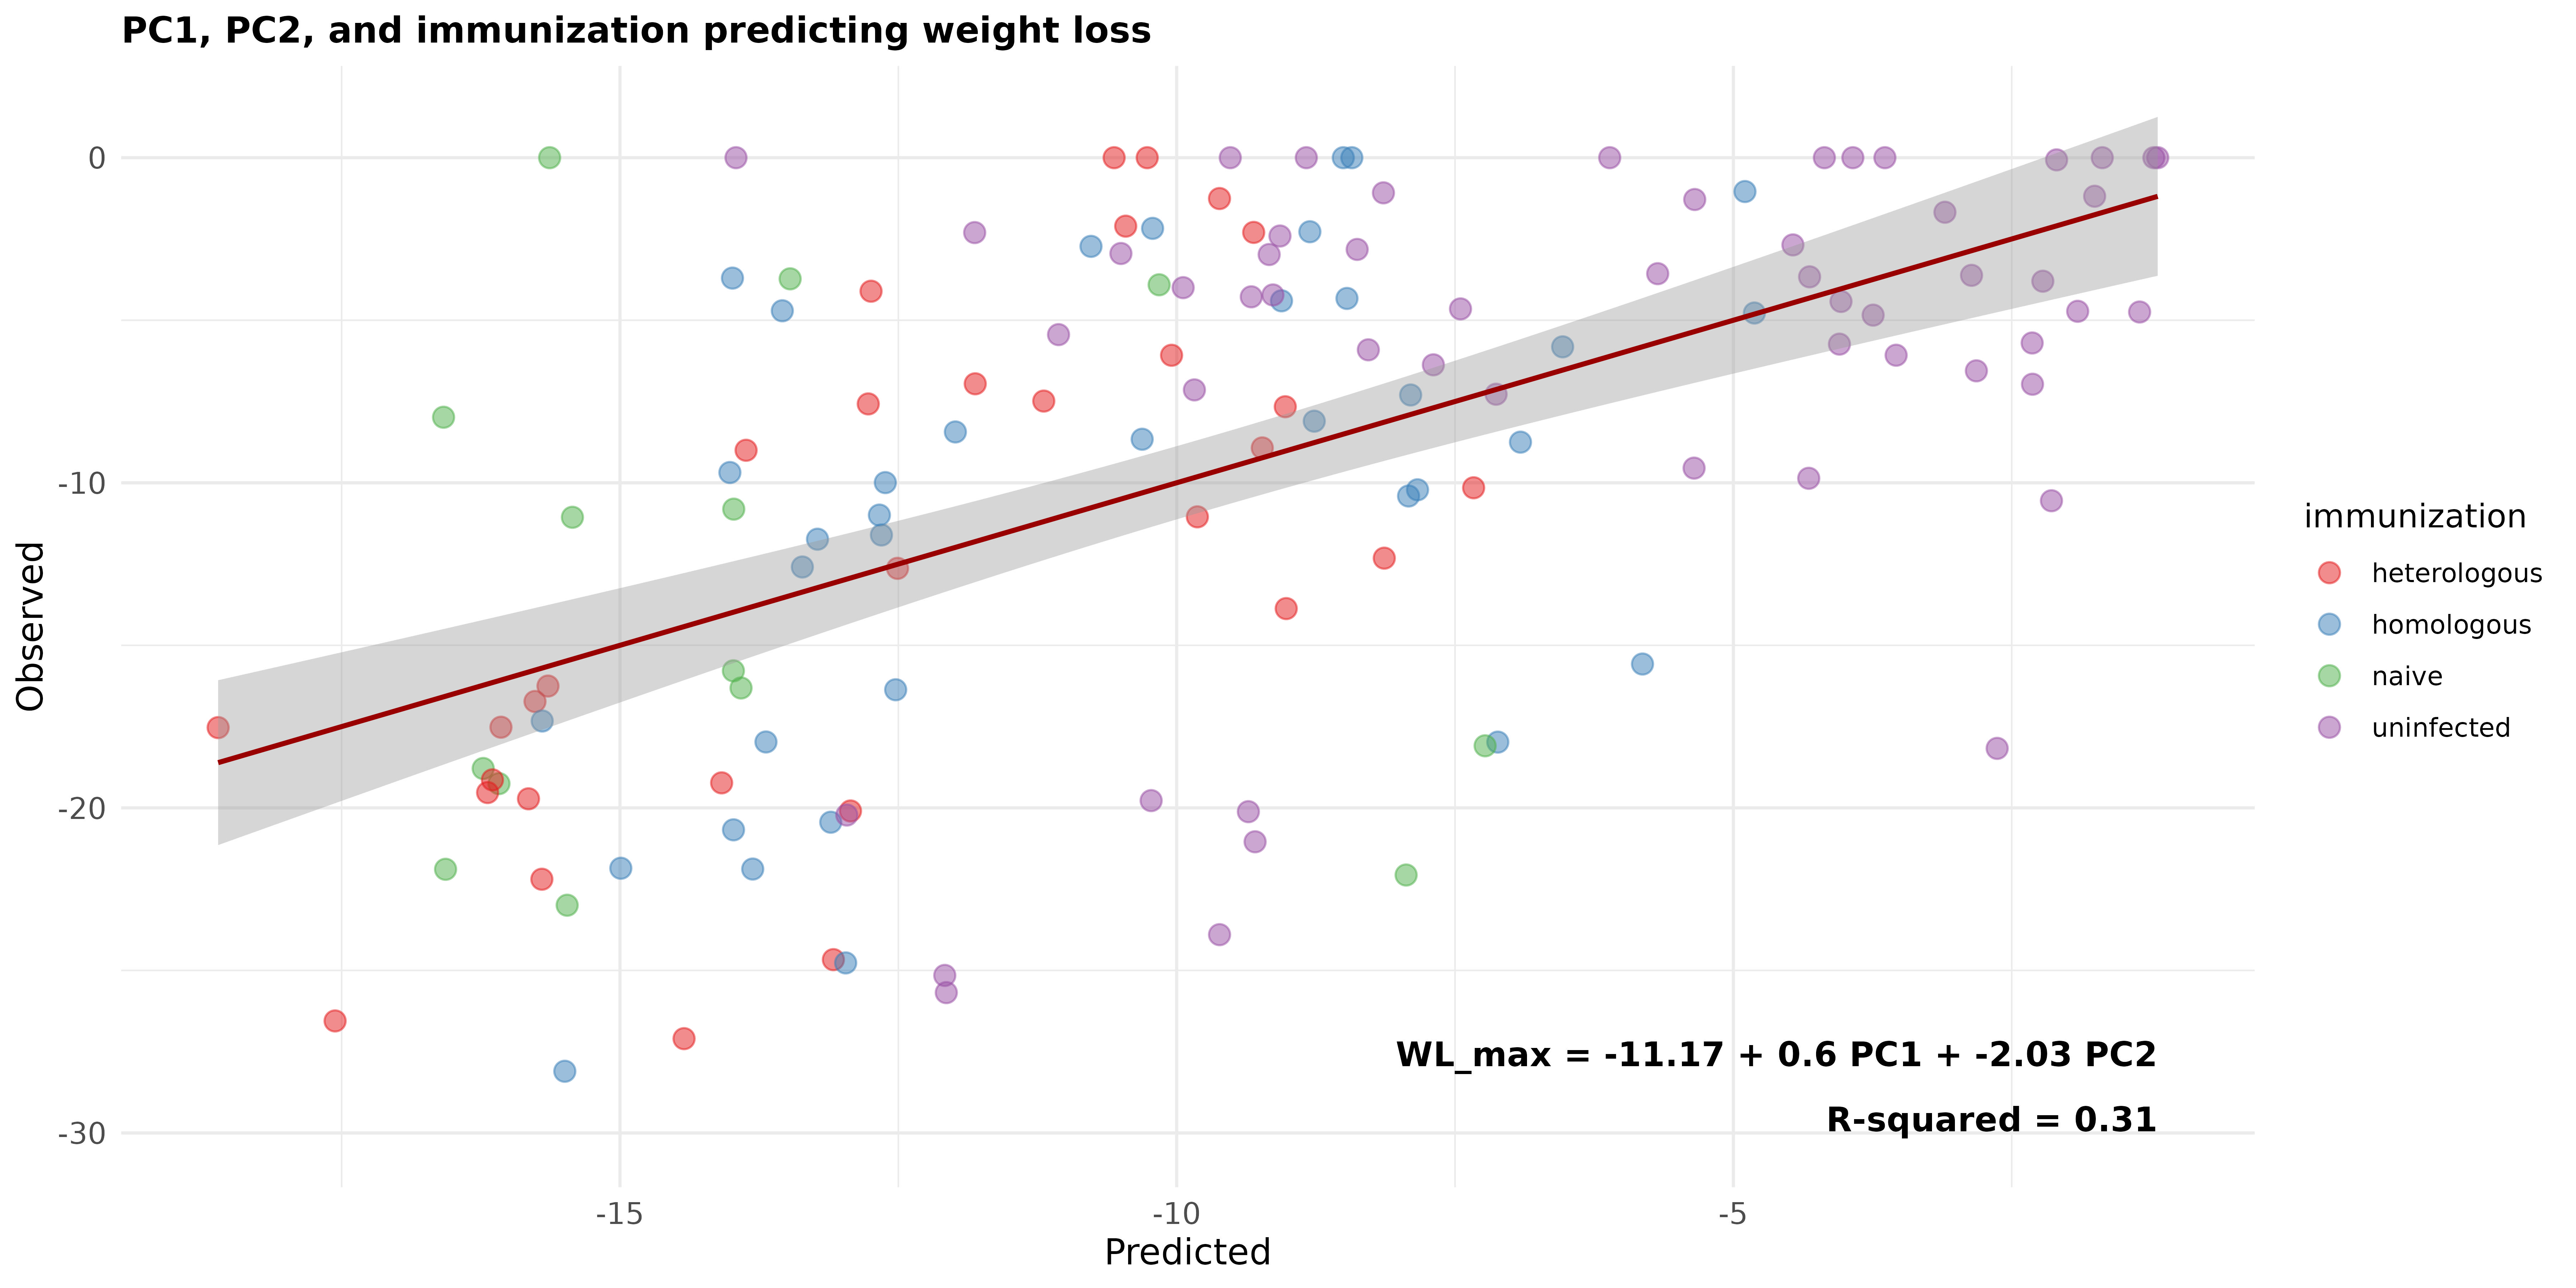 PC1, PC2, and immunization predicting weight loss
0
-10
-20
-30
Observed
-15
-10
-5
Predicted
WL_max = -11.17 + 0.6 PC1 + -2.03 PC2
R-squared = 0.31
immunization
heterologous
homologous
naive
uninfected